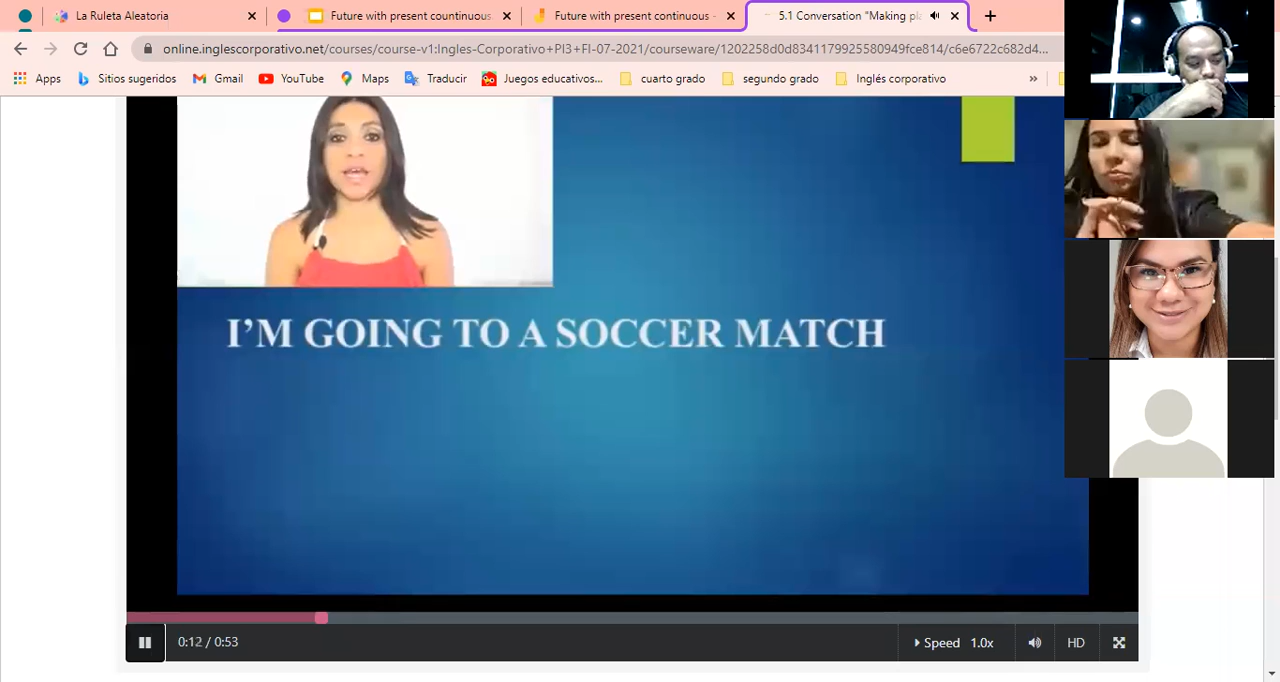 La Ruleta Aleatoria
Future with present countinuous
Future with present continuous -
5.1 Conversation "Making pla
online.inglescorporativo.net/courses/course-v1:Ingles-Corporativo+PI3+FI-07-2021/courseware/1202258d0d8341179925580949fce814/c6e6722c682d4...
Apps
Sitios sugeridos
Gmail
YouTube
Maps
Traducir
Juegos educativos...
cuarto grado
segundo grado
Inglés corporativo
»
I'M GOING TO A SOCCER MATCH
0:12 / 0:53
Speed 1.0x
HD